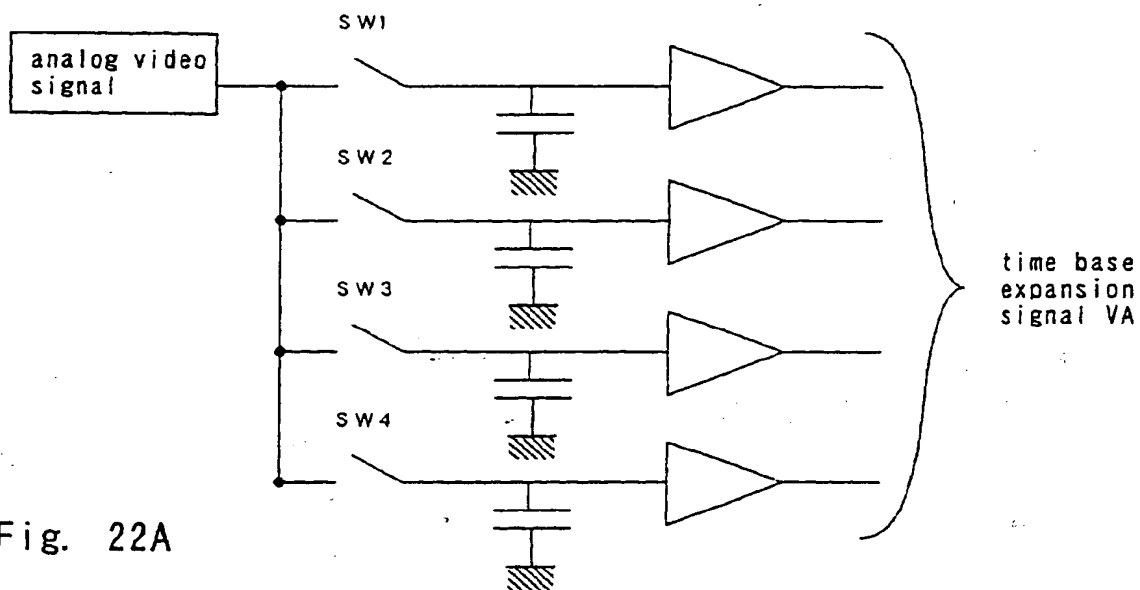 SW1
analog video
signal
SW2
SW3
time base
expansion
signal VA
SW4
Fig. 22A